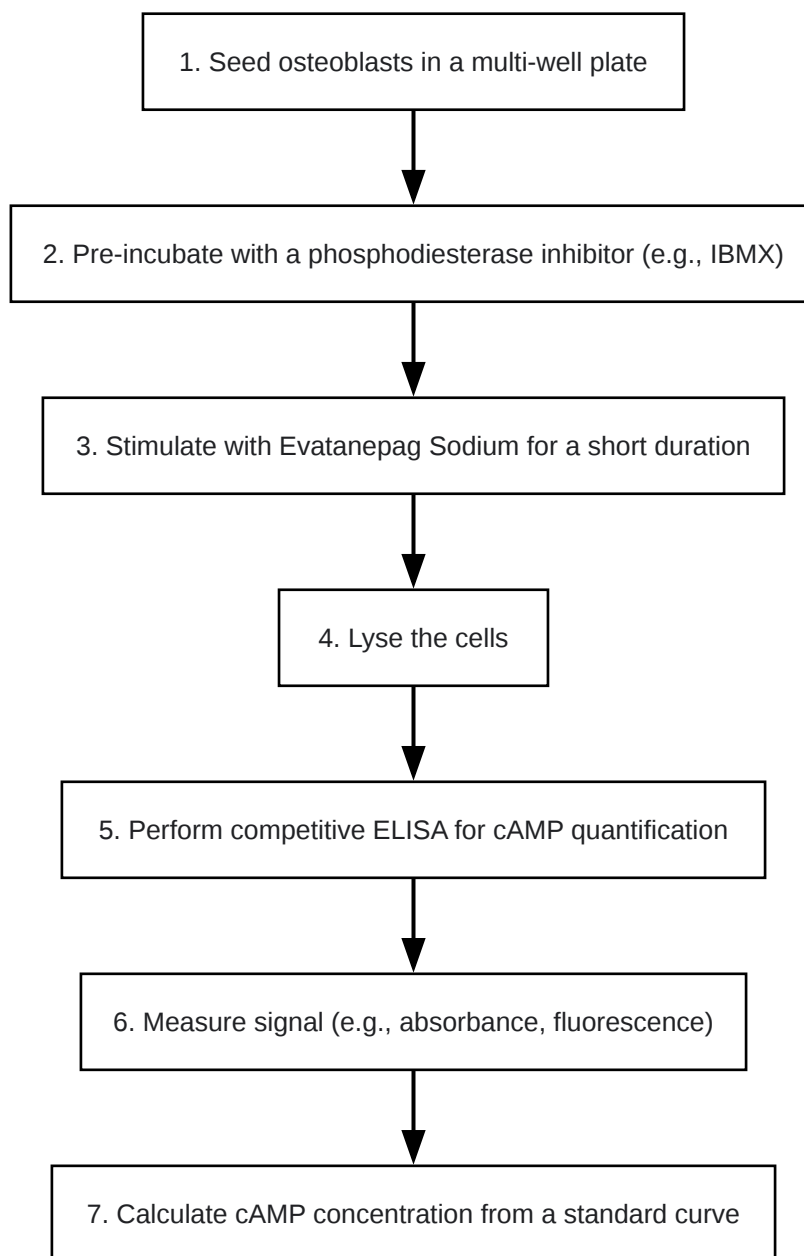 1. Seed osteoblasts in a multi-well plate
2. Pre-incubate with a phosphodiesterase inhibitor (e.g., IBMX)
3. Stimulate with Evatanepag Sodium for a short duration
4. Lyse the cells
5. Perform competitive ELISA for cAMP quantification
6. Measure signal (e.g., absorbance, fluorescence)
7. Calculate cAMP concentration from a standard curve